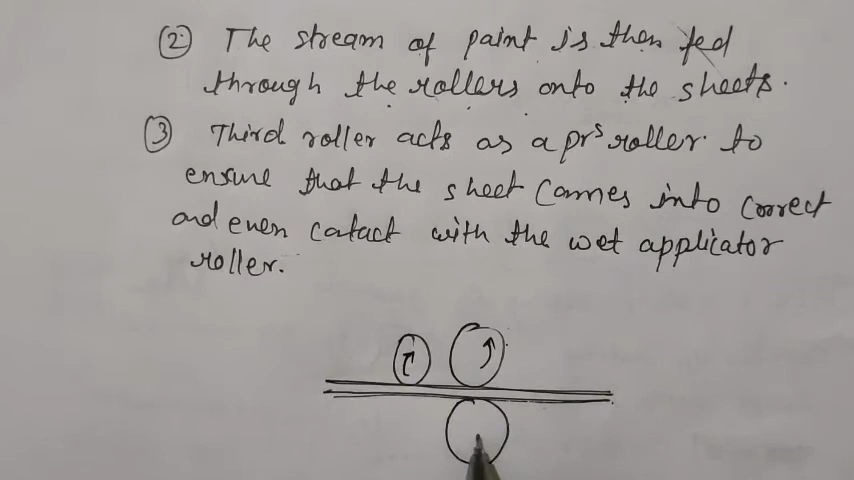 ② The stream of paint is then fed
through the rollers onto the sheets.
③ Third roller acts as a prs roller to
ensure that the sheet comes into correct
and even catact with the wet applicator
roller.